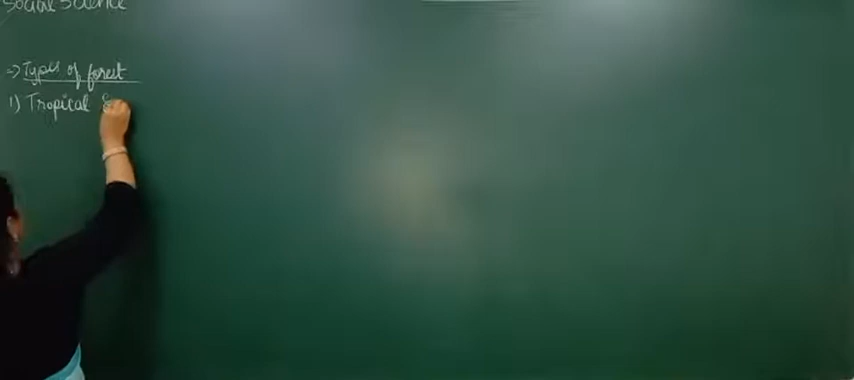 Social Science
=> Types of forest
1) Tropical